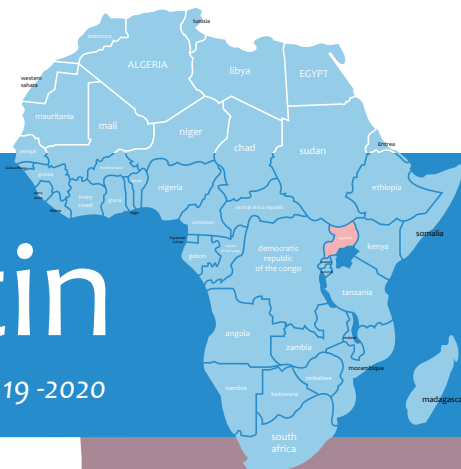 tunisia
morocco
ALGERIA
libya
EGYPT
western
sahara
mauritania
mali
niger
chad
sudan
Eritrea
senegal
guinea
ivory
coast
ghana
nigeria
ethiopia
central africa republic
cameroon
somalia
gabon
democratic
republic
of the congo
uganda
kenya
tanzania
tin
19 -2020
angola
zambia
malawi
mozambique
zimbabwe
namibia
botswana
madagasca
south
africa